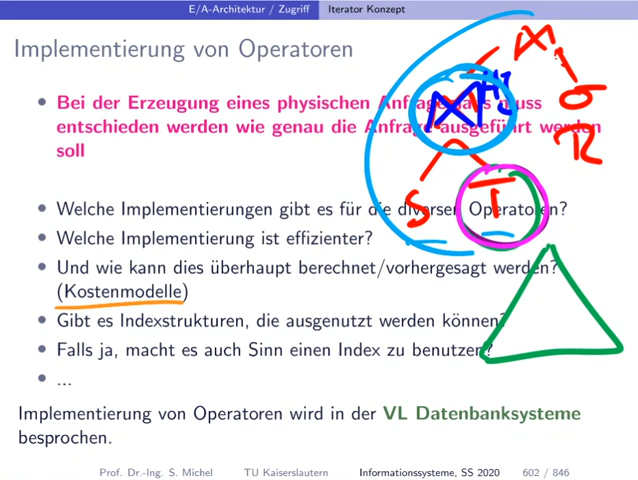 E/A-Architektur / Zugriff Iterator Konzept
Implementierung von Operatoren
• Bei der Erzeugung eines physischen Anfrageplans muss
entschieden werden wie genau die Anfrage ausgeführt werden
soll
• Welche Implementierungen gibt es für die diversen Operatoren?
• Welche Implementierung ist effizienter?
• Und wie kann dies überhaupt berechnet/vorhergesagt werden?
(Kostenmodelle)
• Gibt es Indexstrukturen, die ausgenutzt werden können?
• Falls ja, macht es auch Sinn einen Index zu benutzen?
• ...
Implementierung von Operatoren wird in der VL Datenbanksysteme
besprochen.
⋈
σ
R
⋈ HJ
S T
Prof. Dr.-Ing. S. Michel TU Kaiserslautern Informationssysteme, SS 2020 602 / 846